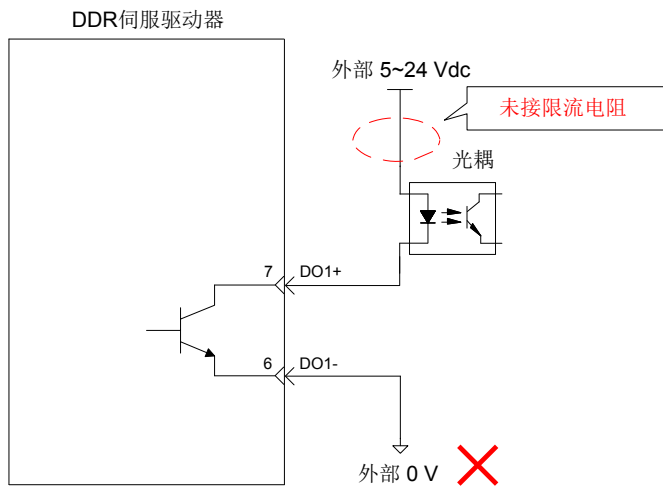 DDR伺服驱动器
外部 5~24 Vdc
未接限流电阻
光耦
7 DO1+
6 DO1-
外部 0 V